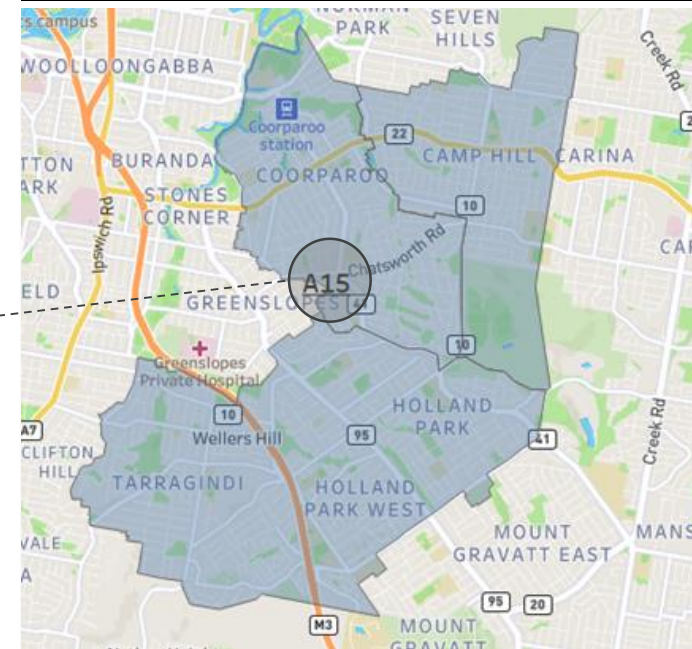 s campus
NORMAN
PARK
SEVEN
HILLS
Creek Rd
WOOLLOONGABBA
2
Coorparoo
station
22
TTON
ARK
BURANDA
CAMP HILL
CARINA
COORPAROO
STONES
CORNER
10
Ipswich Rd
Chatsworth Rd
CAR
A15
ELD
GREENSLOPES
41
10
Greenslopes
Private Hospital
HOLLAND
PARK
10
A7
Wellers Hill
95
41
Creek Rd
CLIFTON
HILL
TARRAGINDI
HOLLAND
PARK WEST
MOUNT
GRAVATT EAST
MANS
VALE
A
95
20
M3
MOUNT
GRAVATT